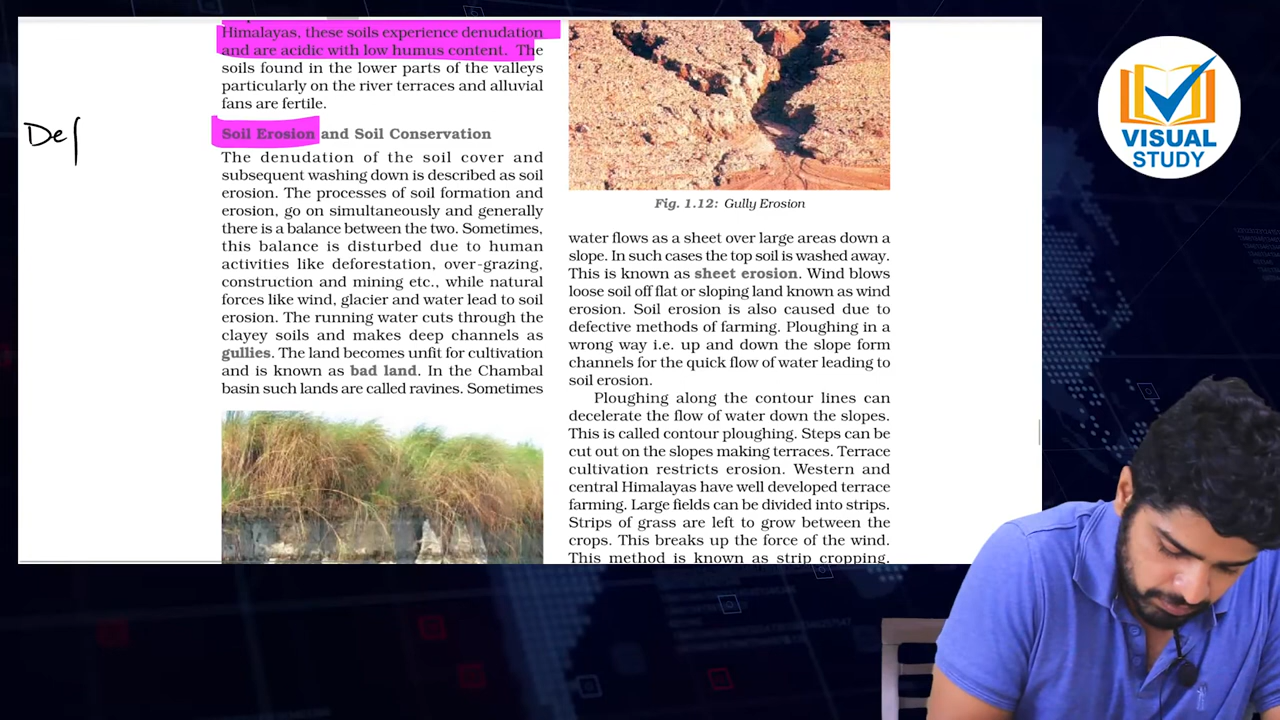 Himalayas, these soils experience denudation
and are acidic with low humus content. The
soils found in the lower parts of the valleys
particularly on the river terraces and alluvial
fans are fertile.
Def
Soil Erosion and Soil Conservation
The denudation of the soil cover and
subsequent washing down is described as soil
erosion. The processes of soil formation and
erosion, go on simultaneously and generally
there is a balance between the two. Sometimes,
this balance is disturbed due to human
activities like deforestation, over-grazing,
construction and mining etc., while natural
forces like wind, glacier and water lead to soil
erosion. The running water cuts through the
clayey soils and makes deep channels as
gullies. The land becomes unfit for cultivation
and is known as bad land. In the Chambal
basin such lands are called ravines. Sometimes
Fig. 1.12: Gully Erosion
water flows as a sheet over large areas down a
slope. In such cases the top soil is washed away.
This is known as sheet erosion. Wind blows
loose soil off flat or sloping land known as wind
erosion. Soil erosion is also caused due to
defective methods of farming. Ploughing in a
wrong way i.e. up and down the slope form
channels for the quick flow of water leading to
soil erosion.
Ploughing along the contour lines can
decelerate the flow of water down the slopes.
This is called contour ploughing. Steps can be
cut out on the slopes making terraces. Terrace
cultivation restricts erosion. Western and
central Himalayas have well developed terrace
farming. Large fields can be divided into strips.
Strips of grass are left to grow between the
crops. This breaks up the force of the wind.
This method is known as strip cropping.
VISUAL
STUDY